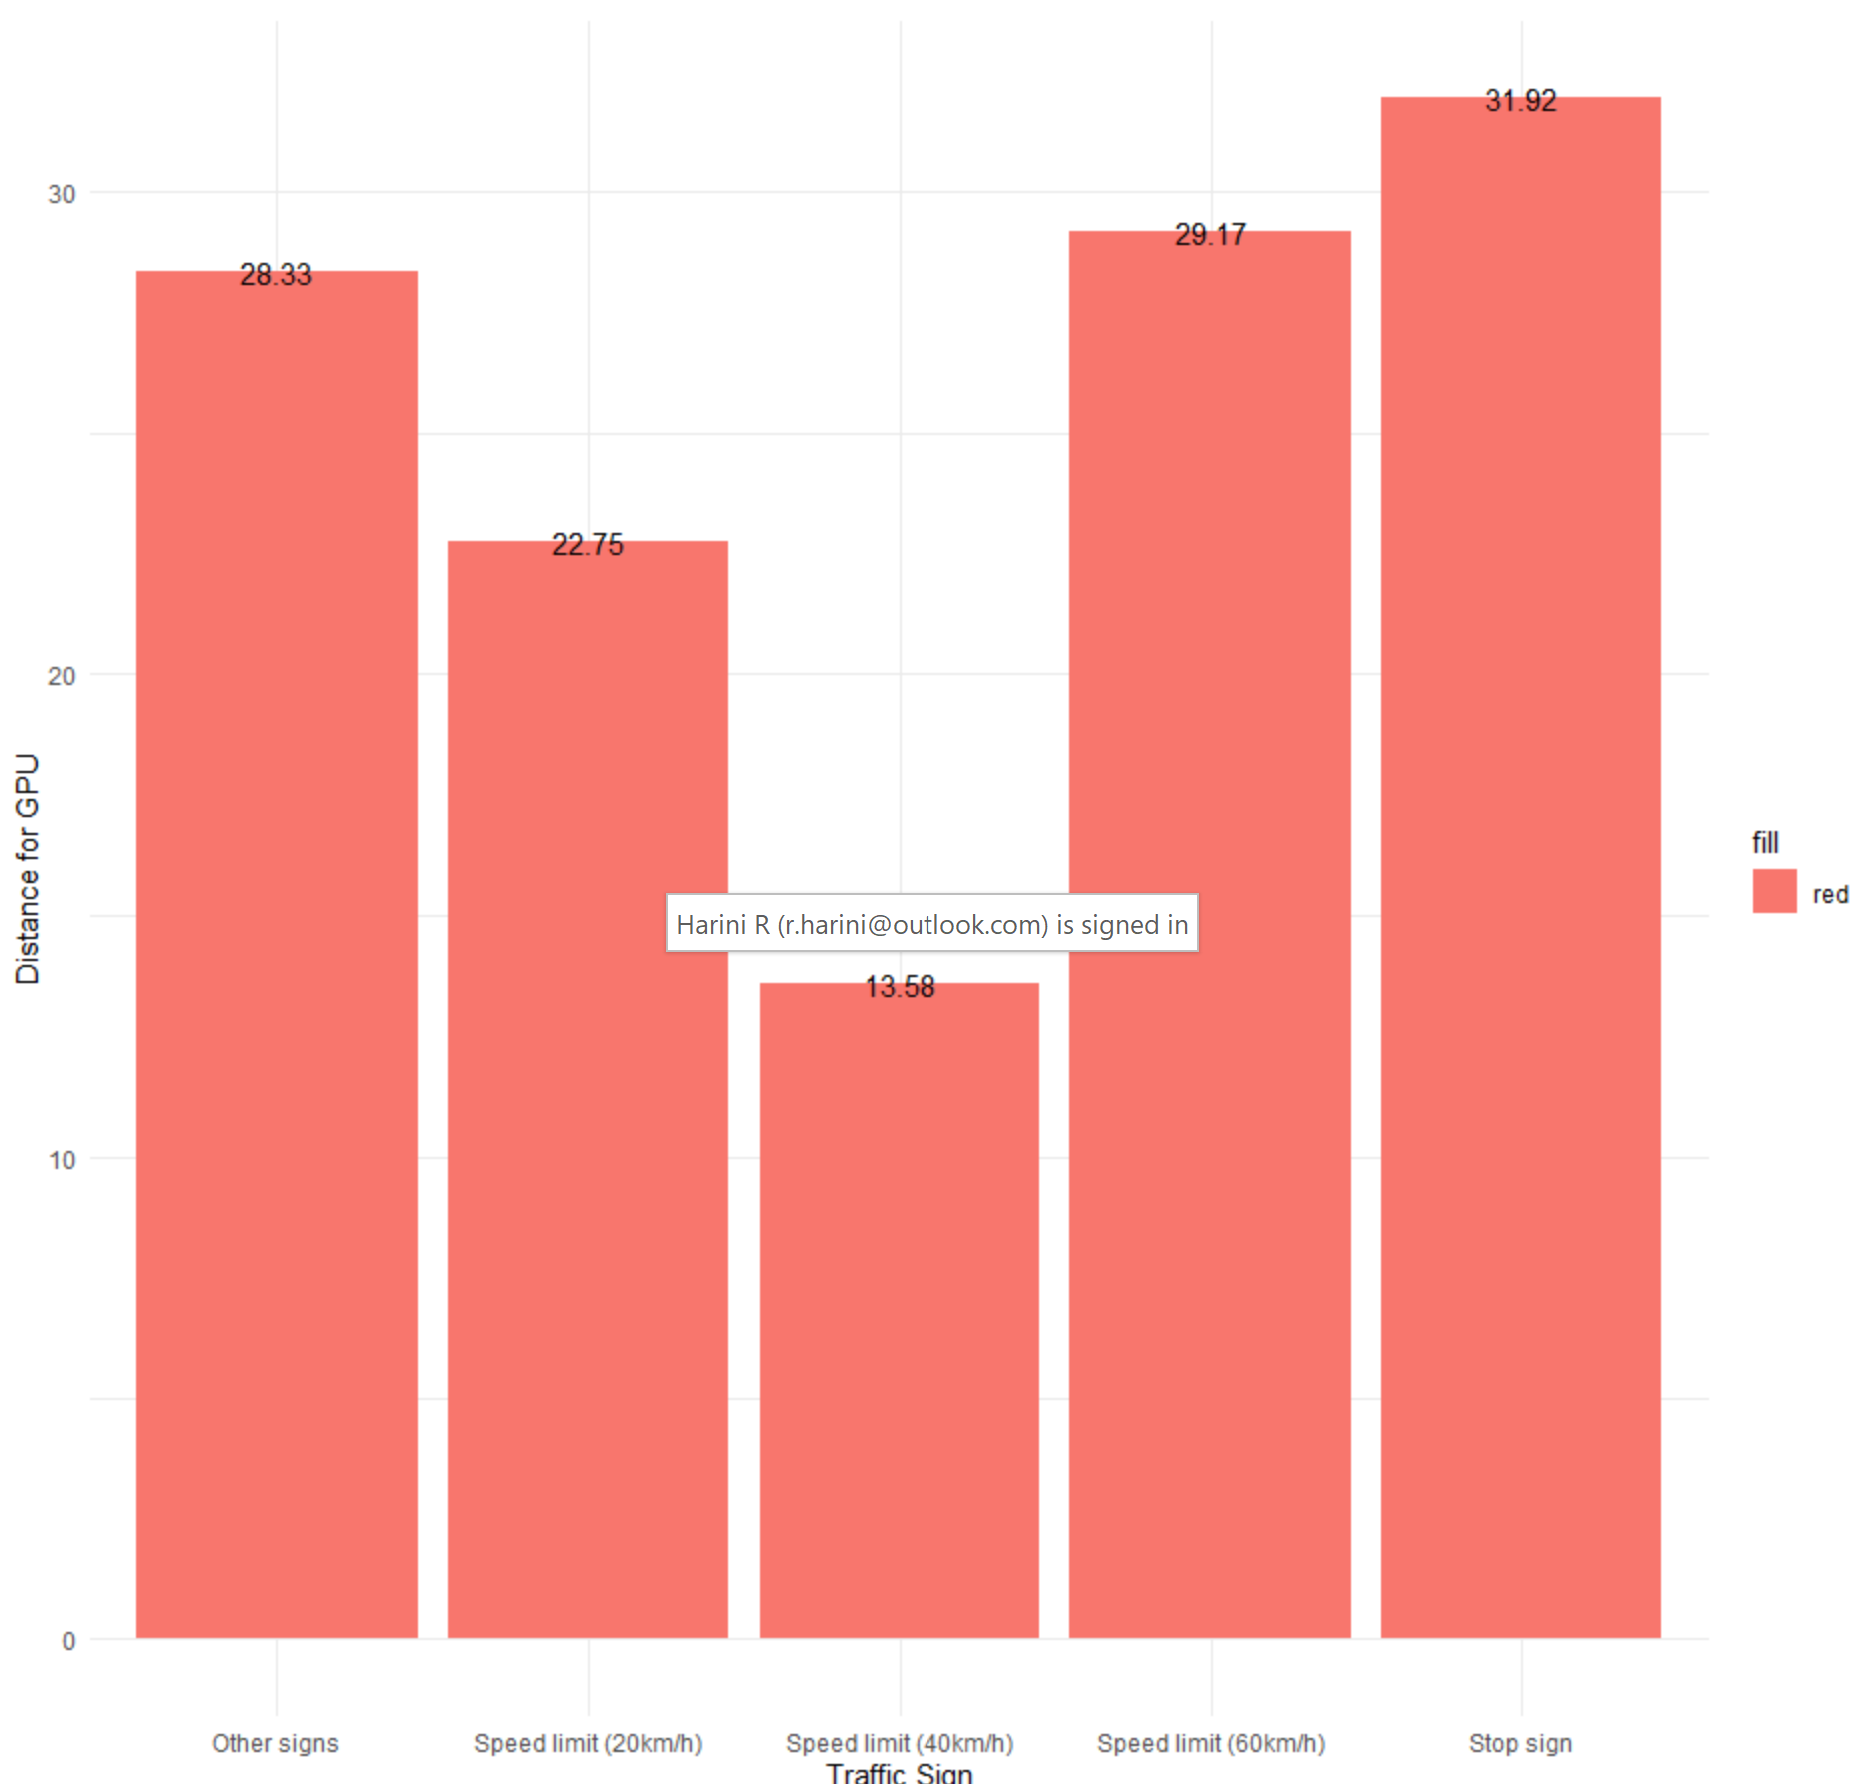 31.92
30
29.17
28.33
22.75
20
Distance for GPU
fill
red
Harini R (r.harini@outlook.com) is signed in
13.58
10
0
Other signs
Speed limit (20km/h)
Speed limit (40km/h)
Speed limit (60km/h)
Stop sign
Traffic Sign